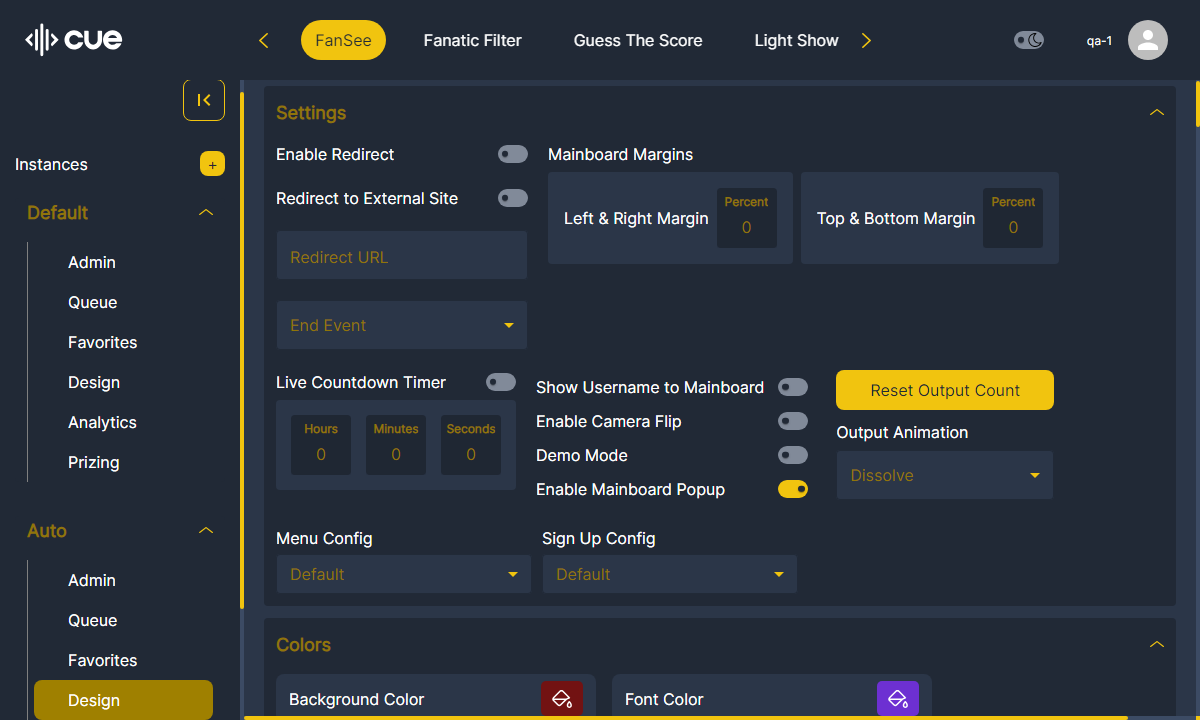 cue
FanSee
Fanatic Filter
Guess The Score
Light Show
qa-1
Instances
+
Default
Admin
Queue
Favorites
Design
Analytics
Prizing
Auto
Admin
Queue
Favorites
Design
Settings
Enable Redirect
Redirect to External Site
Redirect URL
End Event
Mainboard Margins
Left & Right Margin
Percent
0
Top & Bottom Margin
Percent
0
Live Countdown Timer
Hours
0
Minutes
0
Seconds
0
Show Username to Mainboard
Enable Camera Flip
Demo Mode
Enable Mainboard Popup
Reset Output Count
Output Animation
Dissolve
Menu Config
Default
Sign Up Config
Default
Colors
Background Color
Font Color